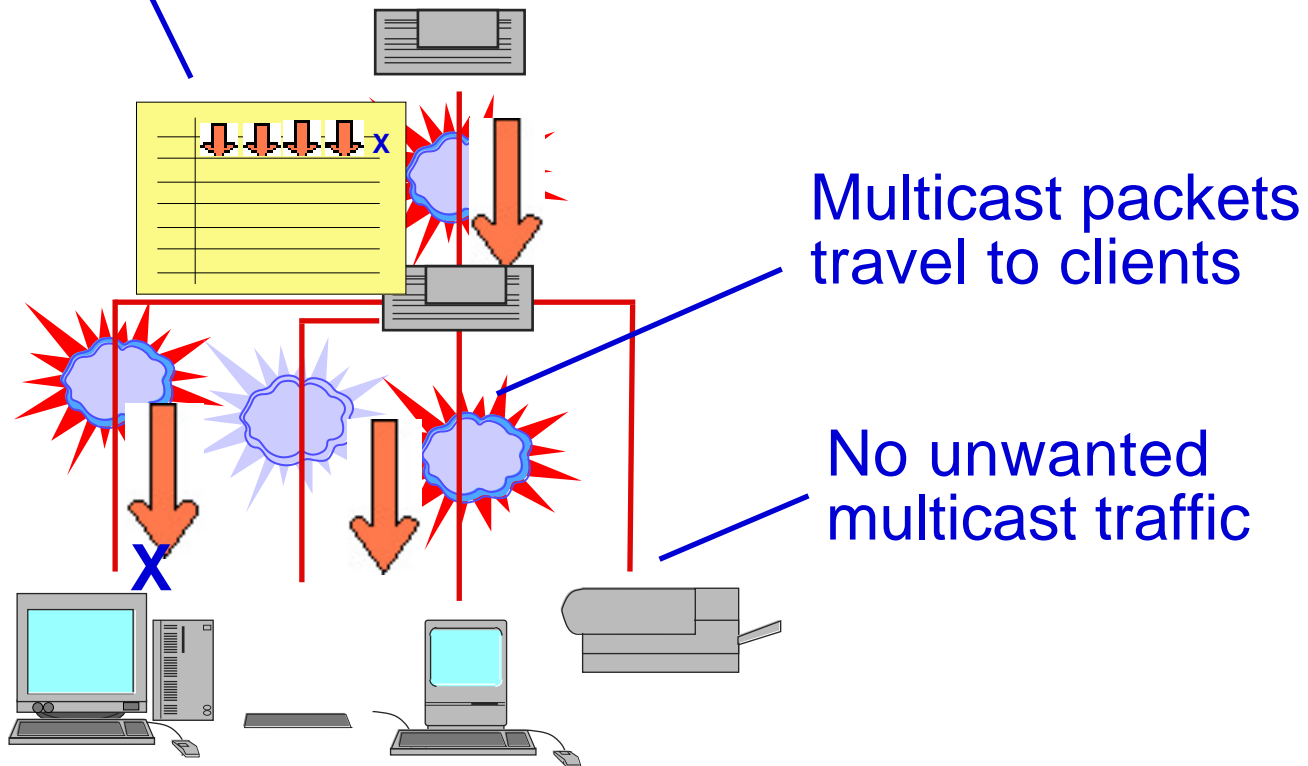 X
Multicast packets
travel to clients
No unwanted
multicast traffic
X